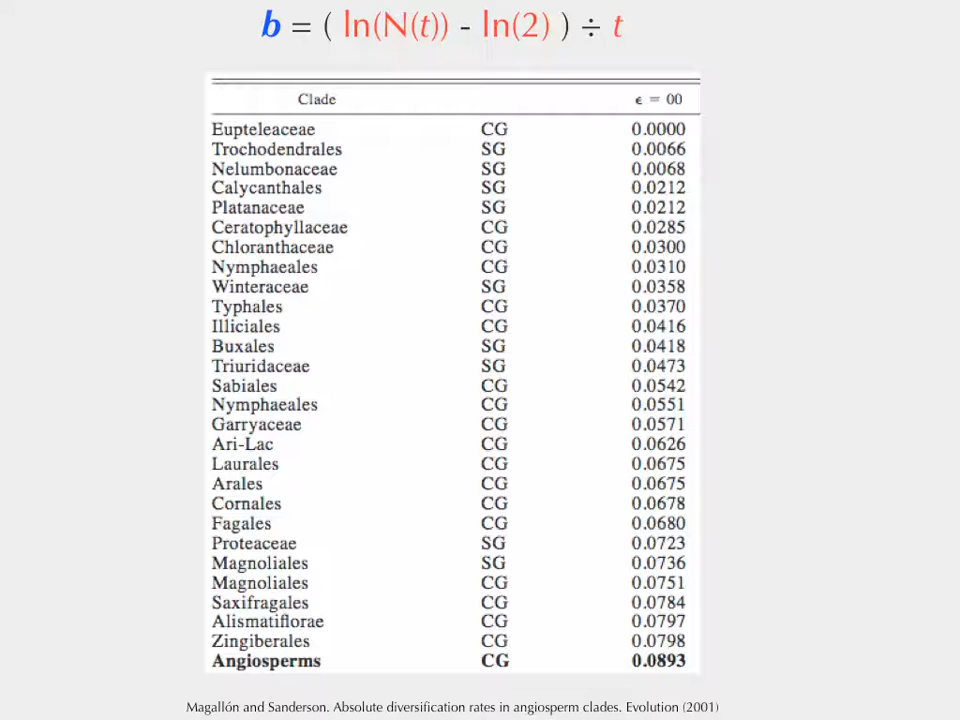 b = ( ln(N(t)) - ln(2) ) ÷ t
Clade ϵ = 00
Eupteleaceae CG 0.0000
Trochodendrales SG 0.0066
Nelumbonaceae SG 0.0068
Calycanthales SG 0.0212
Platanaceae SG 0.0212
Ceratophyllaceae CG 0.0285
Chloranthaceae CG 0.0300
Nymphaeales CG 0.0310
Winteraceae SG 0.0358
Typhales CG 0.0370
Illiciales CG 0.0416
Buxales SG 0.0418
Triuridaceae SG 0.0473
Sabiales CG 0.0542
Nymphaeales CG 0.0551
Garryaceae CG 0.0571
Ari-Lac CG 0.0626
Laurales CG 0.0675
Arales CG 0.0675
Cornales CG 0.0678
Fagales CG 0.0680
Proteaceae SG 0.0723
Magnoliales SG 0.0736
Magnoliales CG 0.0751
Saxifragales CG 0.0784
Alismatiflorae CG 0.0797
Zingiberales CG 0.0798
Angiosperms CG 0.0893
Magallón and Sanderson. Absolute diversification rates in angiosperm clades. Evolution (2001)